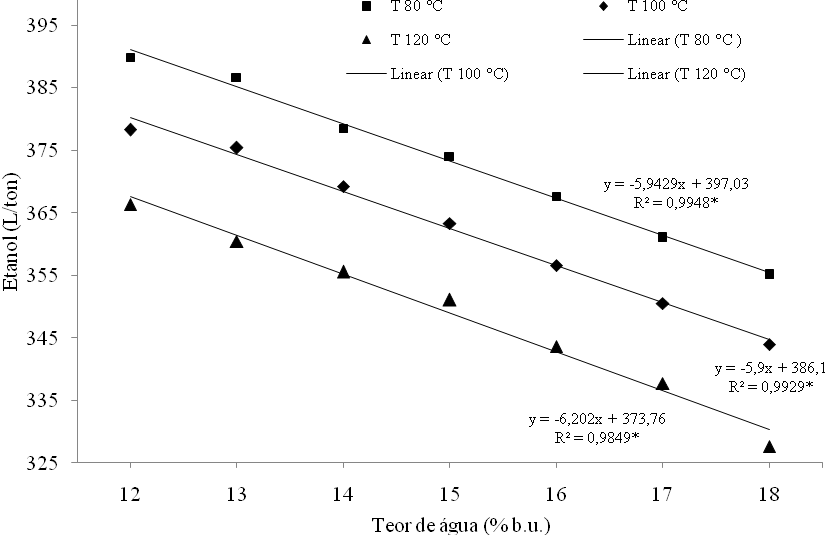 T 80 °C
T 100 °C
T 120 °C
Linear (T 80 °C )
Linear (T 100 °C)
Linear (T 120 °C)
Etanol (L/ton)
395
385
375
365
355
345
335
325
y = -5,9429x + 397,03
R² = 0,9948*
y = -5,9x + 386,1
R² = 0,9929*
y = -6,202x + 373,76
R² = 0,9849*
12 13 14 15 16 17 18
Teor de água (% b.u.)